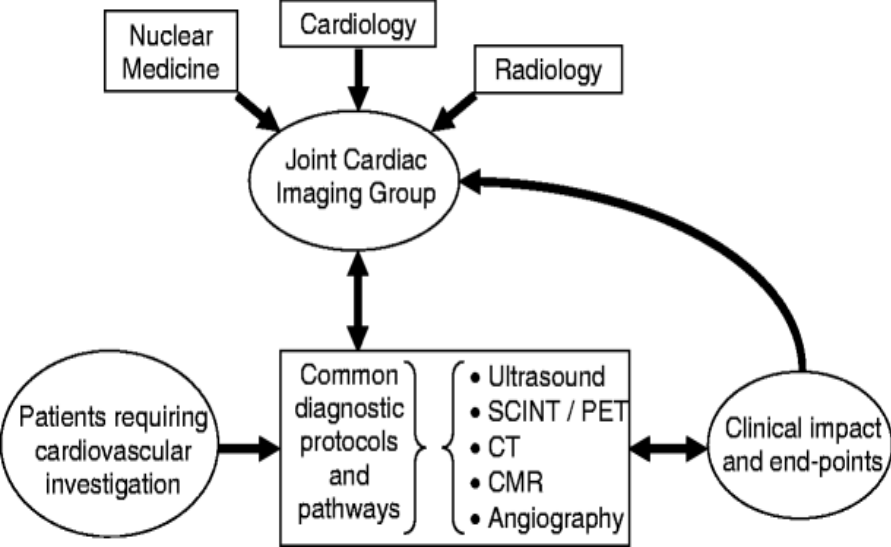 Nuclear
Medicine
Cardiology
Radiology
Joint Cardiac
Imaging Group
Patients requiring
cardiovascular
investigation
Common
diagnostic
protocols
and
pathways
• Ultrasound
• SCINT / PET
• CT
• CMR
• Angiography
Clinical impact
and end-points